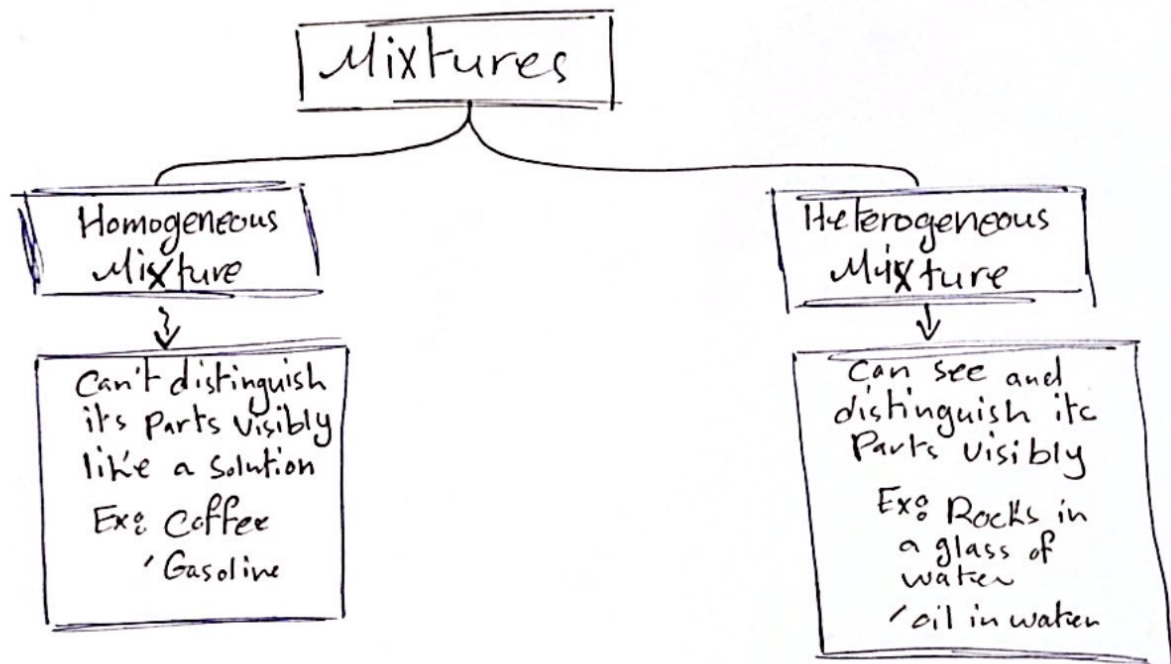 Mixtures
Homogeneous
Mixture
Can't distinguish
its parts visibly
like a solution
Ex: Coffee
, Gasoline
Heterogeneous
Mixture
Can see and
distinguish its
Parts visibly
Ex: Rocks in
a glass of
water
, oil in water